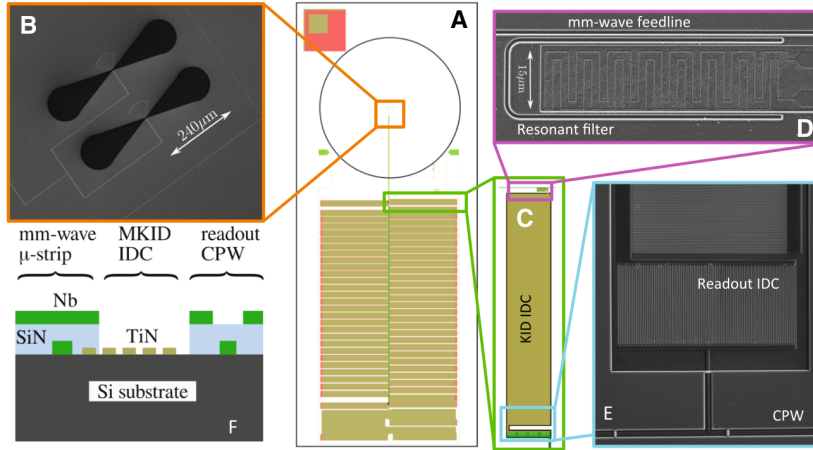 B
240μm
A
mm-wave feedline
15μm
Resonant filter
D
C
KID IDC
Readout IDC
E
CPW
mm-wave
μ-strip
MKID
IDC
readout
CPW
Nb
SiN
TiN
Si substrate
F